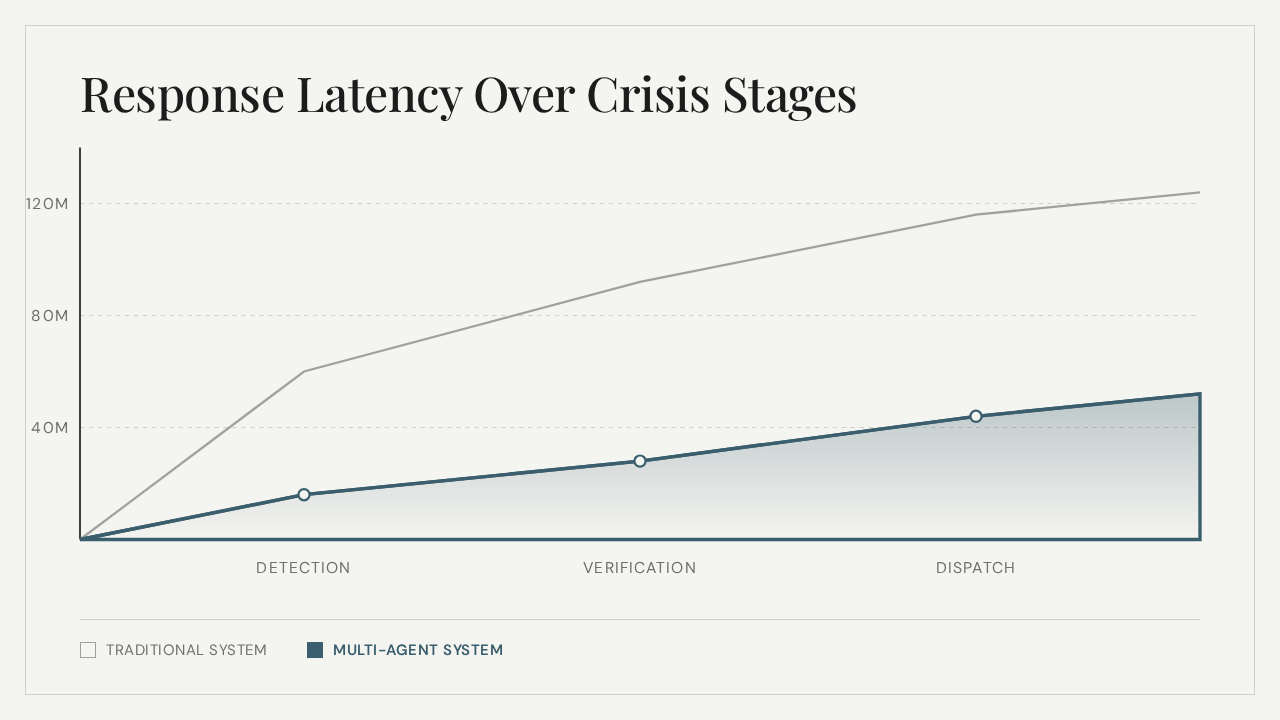 Response Latency Over Crisis Stages
120M
80M
40M
DETECTION VERIFICATION DISPATCH
TRADITIONAL SYSTEM MULTI-AGENT SYSTEM